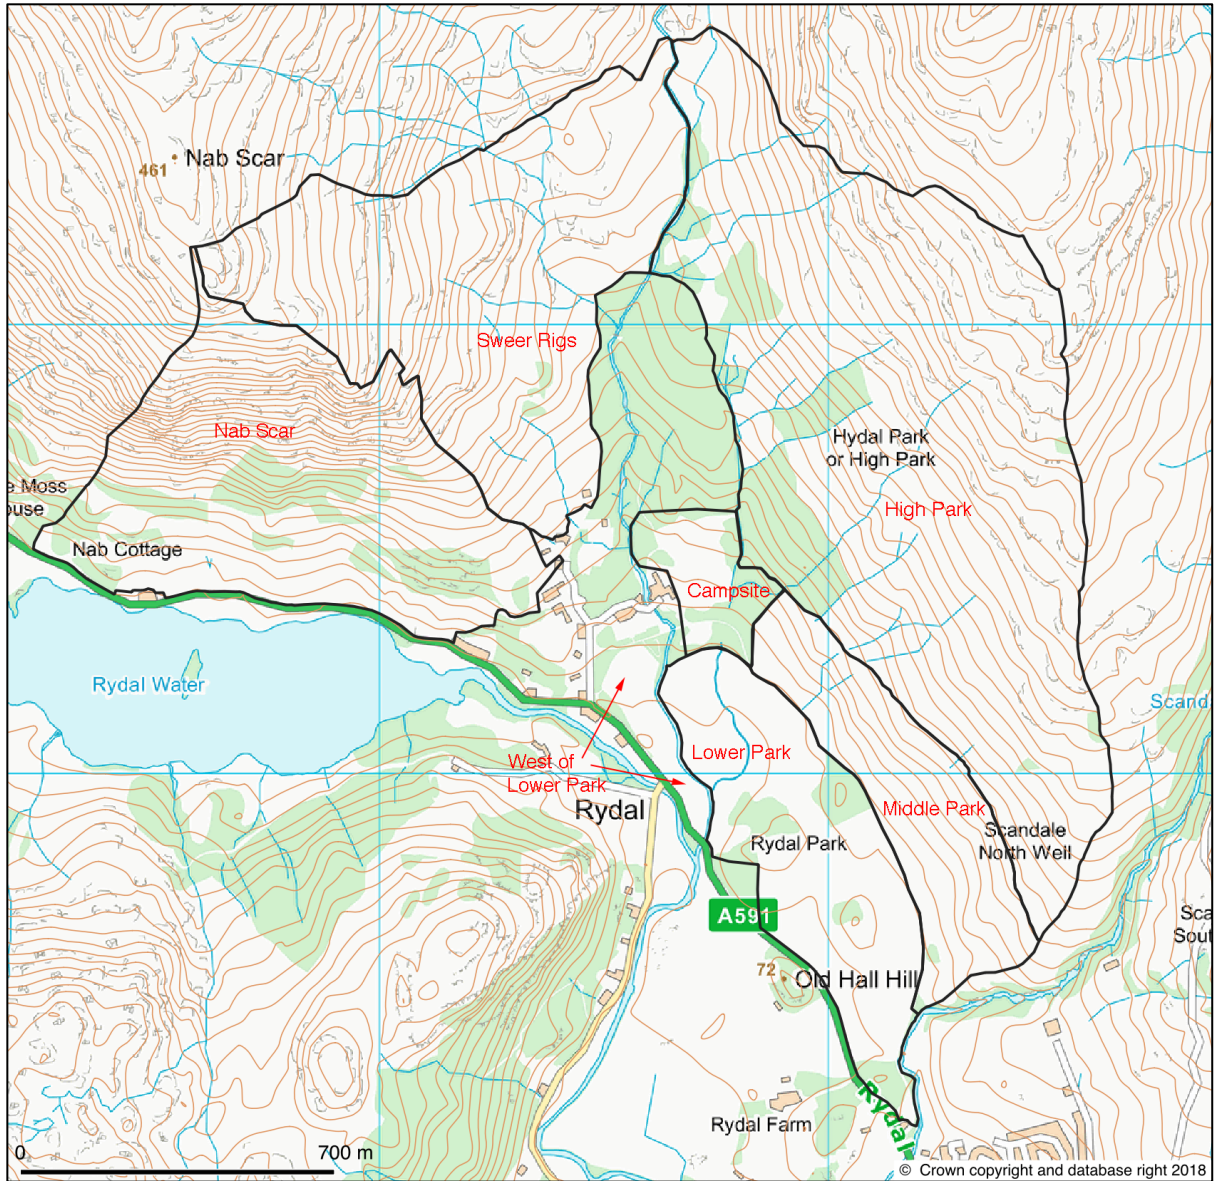 461
Nab Scar
Sweer Rigs
Nab Scar
Hydal Park
or High Park
e Moss
ouse
High Park
Nab Cottage
Campsite
Rydal Water
Scand
West of
Lower Park
Lower Park
Rydal
Middle Park
Scandale
North Well
Rydal Park
A591
Sca
Sout
72
Old Hall Hill
Rydal
Rydal Farm
0
700 m
© Crown copyright and database right 2018